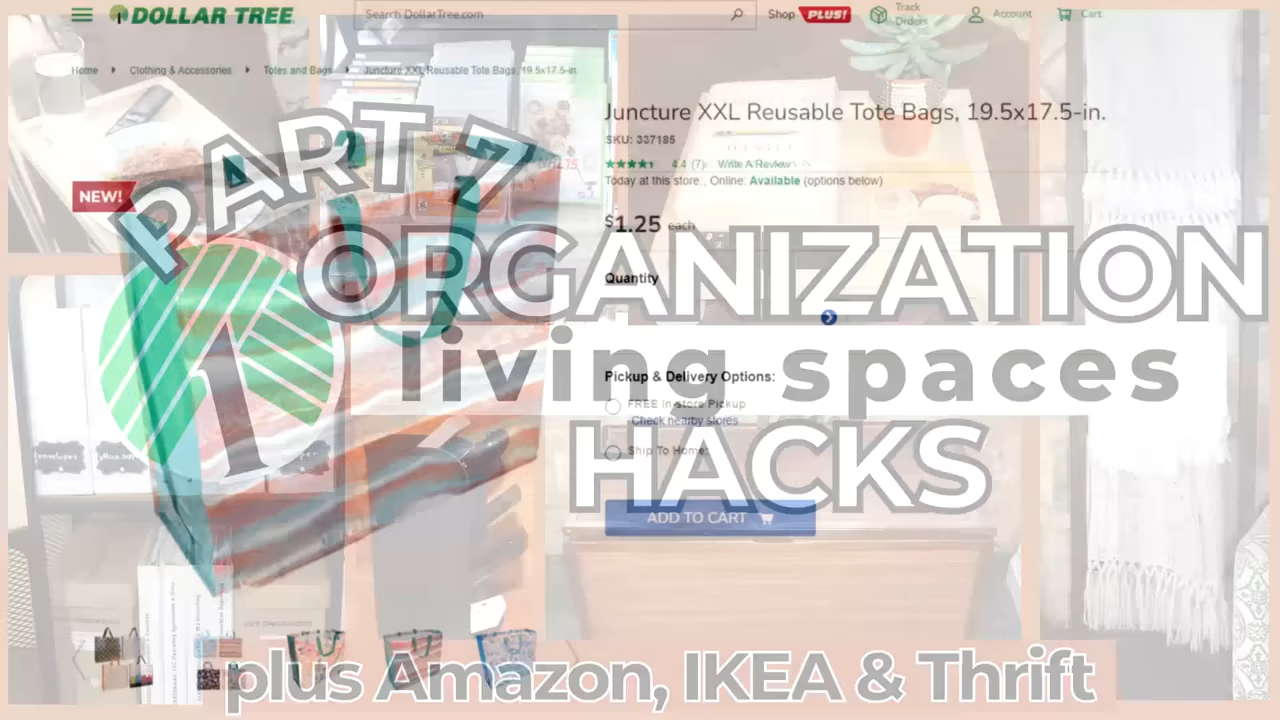 DOLLAR TREE
Search DollarTree.com
Shop PLUS!
Track Orders
Account
Cart
Home
Clothing & Accessories
Totes and Bags
Juncture XXL Reusable Tote Bags, 19.5x17.5-in.
Juncture XXL Reusable Tote Bags, 19.5x17.5-in.
SKU: 337185
4.4 (7)
Write A Review
Today at this store: , Online: Available (options below)
NEW!
$1.25 each
PART 7
ORGANIZATION
Quantity
living spaces
1
Pickup & Delivery Options:
FREE In-store Pickup
Check nearby stores
Ship To Home:
HACKS
ADD TO CART
plus Amazon, IKEA & Thrift